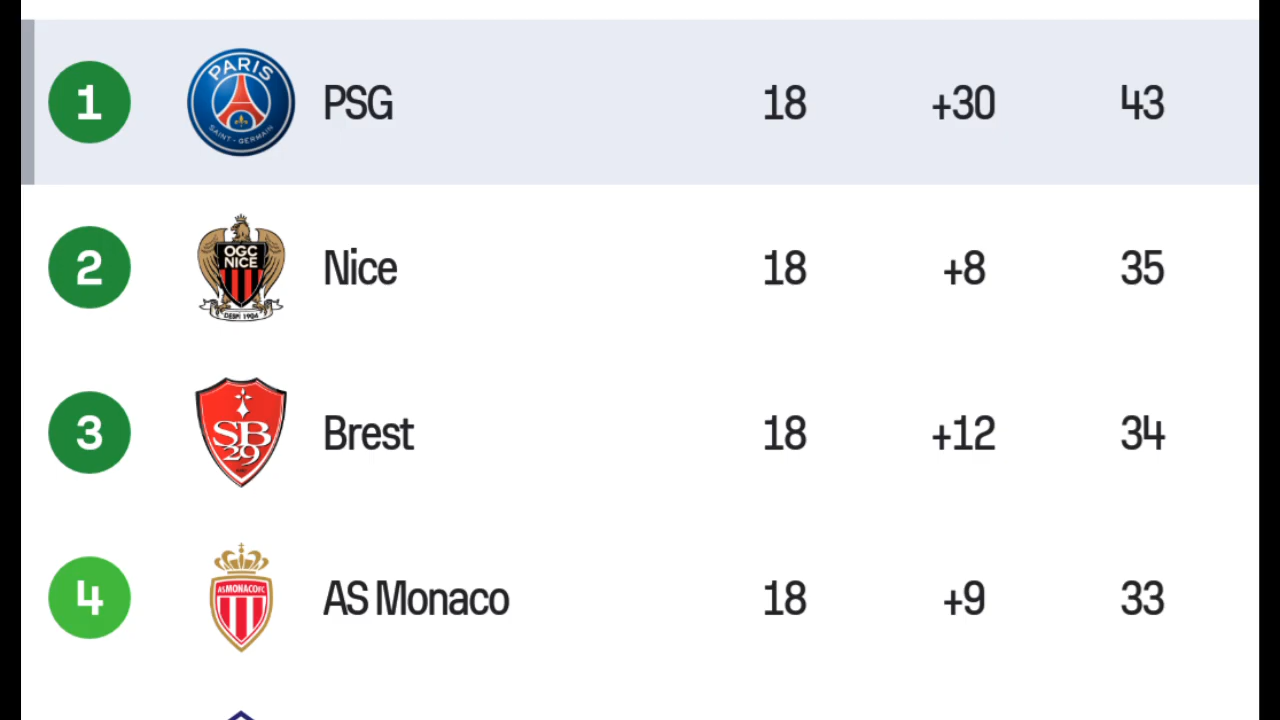 1 PARIS SAINT-GERMAIN PSG 18 +30 43
2 OGC NICE Nice 18 +8 35
3 SB 29 Brest 18 +12 34
4 AS MONACO FC AS Monaco 18 +9 33